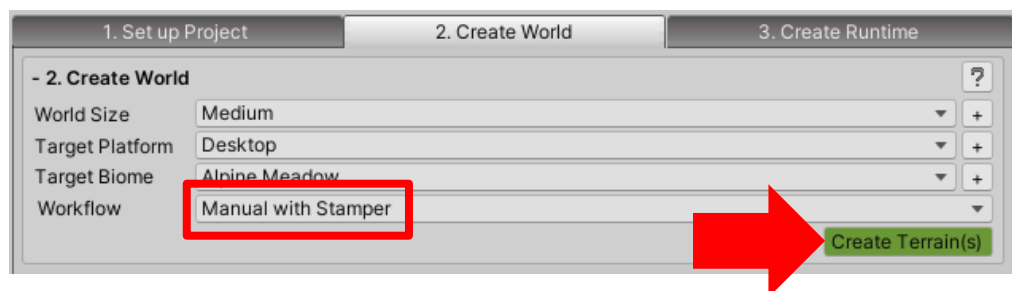 1. Set up Project 2. Create World 3. Create Runtime
- 2. Create World ?
World Size Medium +
Target Platform Desktop +
Target Biome Alpine Meadow +
Workflow Manual with Stamper
Create Terrain(s)